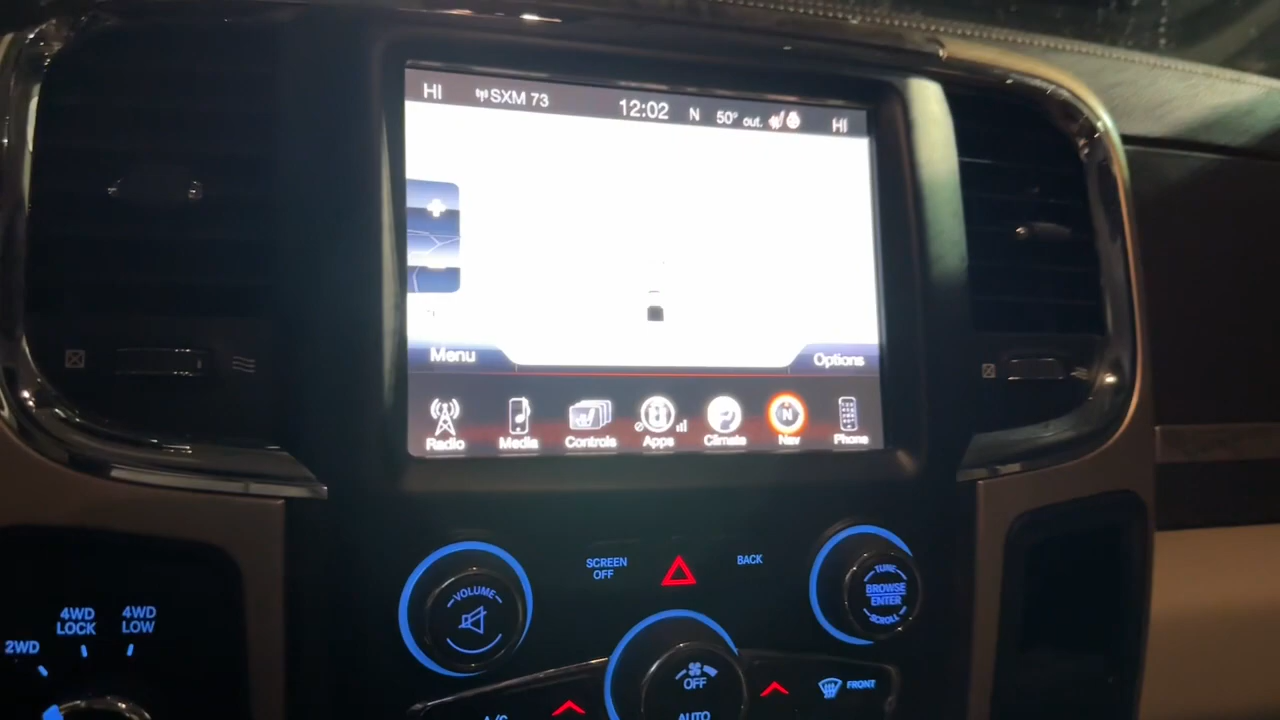 HI SXM 73 12:02 N 50° out. HI
Menu Options
Radio Media Controls Apps Climate N Nav Phone
SCREEN OFF
BACK
VOLUME
TUNE
BROWSE
ENTER
SCROLL
2WD
4WD LOCK
4WD LOW
OFF
AUTO
A/C
FRONT